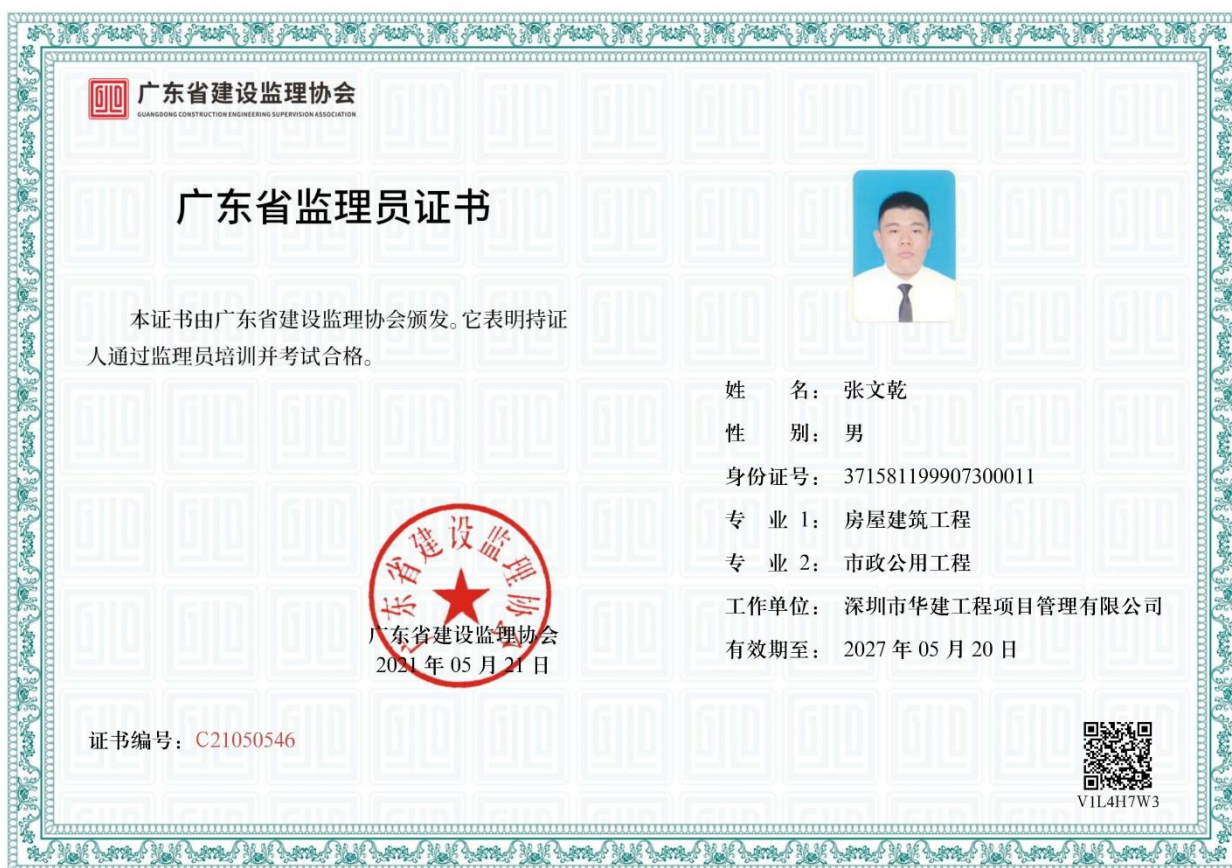 广东省建设监理协会
GUANGDONG CONSTRUCTION ENGINEERING SUPERVISION ASSOCIATION
广东省监理员证书
本证书由广东省建设监理协会颁发。它表明持证
人通过监理员培训并考试合格。
广东省建设监理协会
广东省建设监理协会
2021 年 05 月 21 日
证书编号：C21050546
姓 名： 张文乾
性 别： 男
身份证号： 371581199907300011
专 业 1： 房屋建筑工程
专 业 2： 市政公用工程
工作单位： 深圳市华建工程项目管理有限公司
有效期至： 2027 年 05 月 20 日
V1L4H7W3